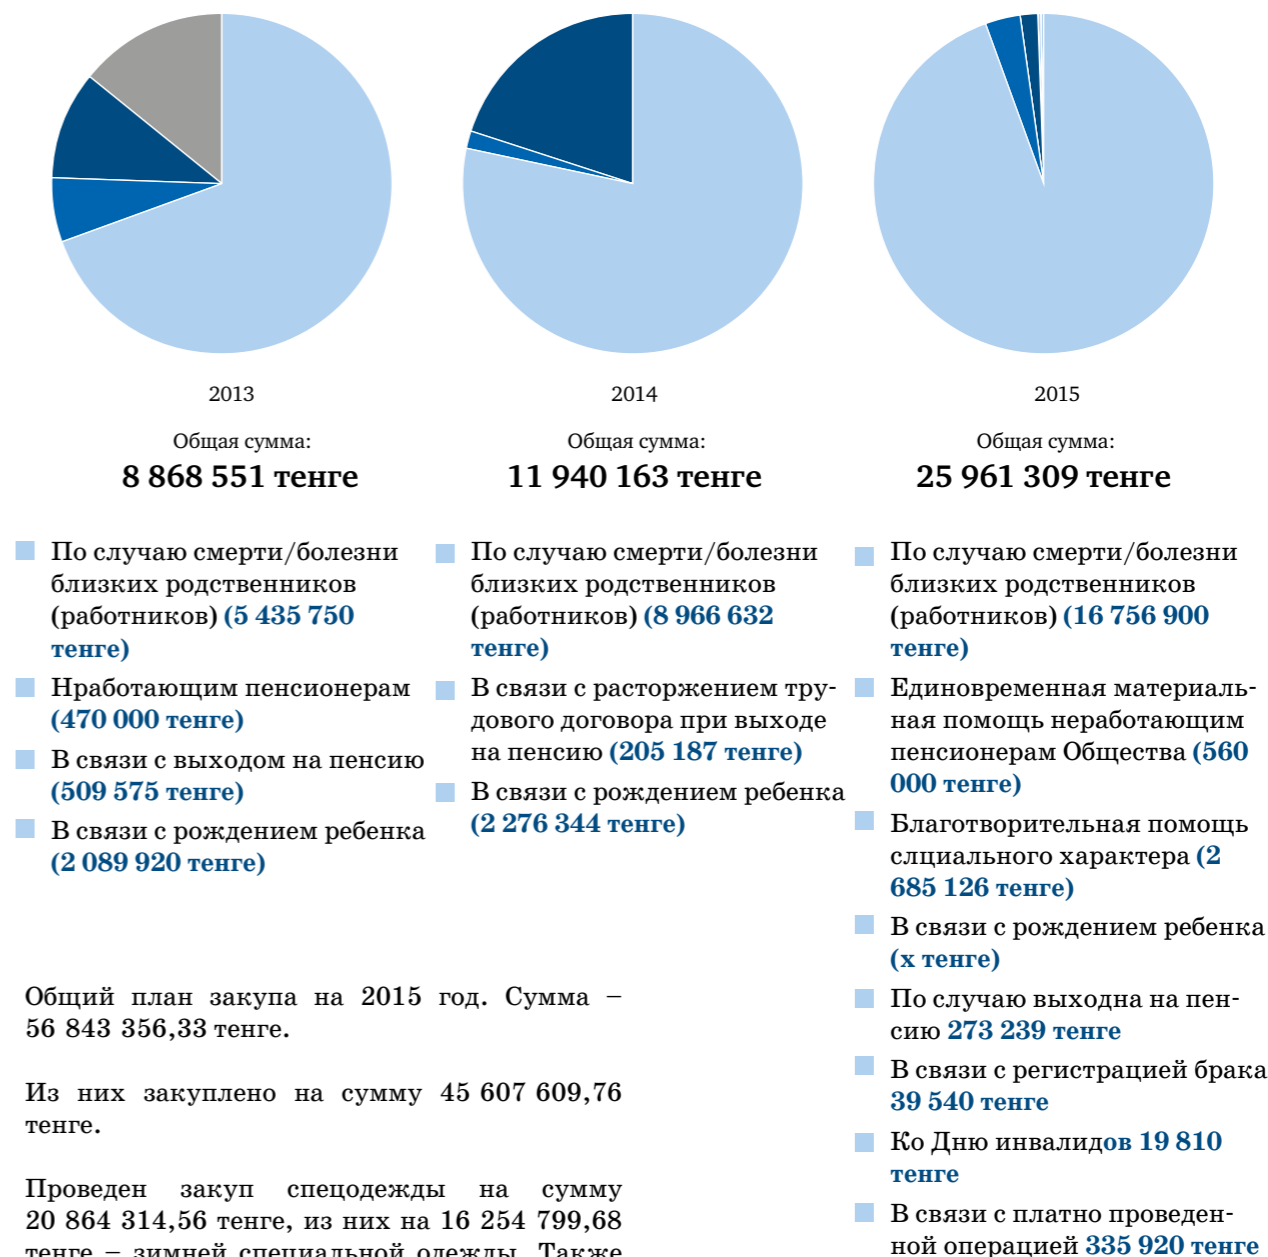 2013
Общая сумма:
8 868 551 тенге
По случаю смерти/болезни
близких родственников
(работников) (5 435 750
тенге)
Нработающим пенсионерам
(470 000 тенге)
В связи с выходом на пенсию
(509 575 тенге)
В связи с рождением ребенка
(2 089 920 тенге)
2014
Общая сумма:
11 940 163 тенге
По случаю смерти/болезни
близких родственников
(работников) (8 966 632
тенге)
В связи с расторжением тру-
дового договора при выходе
на пенсию (205 187 тенге)
В связи с рождением ребенка
(2 276 344 тенге)
2015
Общая сумма:
25 961 309 тенге
По случаю смерти/болезни
близких родственников
(работников) (16 756 900
тенге)
Единовременная материаль-
ная помощь неработающим
пенсионерам Общества (560
000 тенге)
Благотворительная помощь
слциального характера (2
685 126 тенге)
В связи с рождением ребенка
(х тенге)
По случаю выходна на пен-
сию 273 239 тенге
В связи с регистрацией брака
39 540 тенге
Ко Дню инвалидов 19 810
тенге
В связи с платно проведен-
ной операцией 335 920 тенге
Общий план закупа на 2015 год. Сумма –
56 843 356,33 тенге.
Из них закуплено на сумму 45 607 609,76
тенге.
Проведен закуп спецодежды на сумму
20 864 314,56 тенге, из них на 16 254 799,68
тенге – зимней специальной одежды. Также